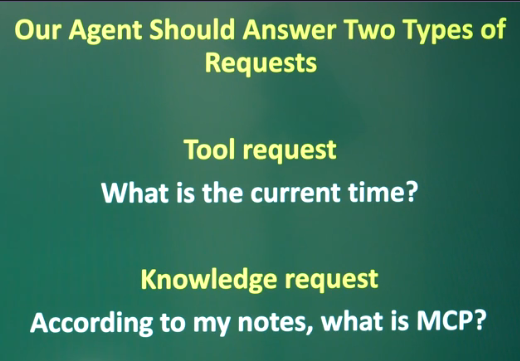 Our Agent Should Answer Two Types of
Requests
Tool request
What is the current time?
Knowledge request
According to my notes, what is MCP?